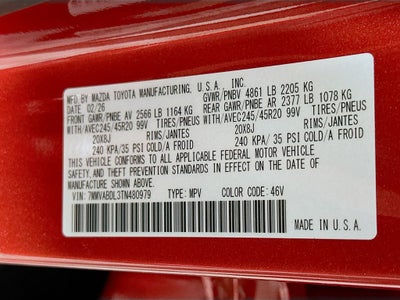 MFD. BY MAZDA TOYOTA MANUFACTURING, U.S.A., INC.
DATE 02/26 GVWR/PNBV 4861 LB 2205 KG
FRONT GAWR/PNBE AV 2566 LB 1164 KG REAR GAWR/PNBE AR 2377 LB 1078 KG
W/AVEC245/45R20 99V TIRES/PNEUS W/AVEC245/45R20 99V TIRES/PNEUS
20X8J RIMS/JANTES 20X8J RIMS/JANTES
240 KPA/ 35 PSI COLD/A FROID 240 KPA/ 35 PSI COLD/A FROID
THIS VEHICLE CONFORMS TO ALL APPLICABLE FEDERAL MOTOR VEHICLE
SAFETY, AND THEFT PREVENTION STANDARDS IN EFFECT ON THE DATE OF
MANUFACTURE SHOWN ABOVE.
VIN: 7MMVABDL3TN480979 TYPE: MPV COLOR CODE: 46V
MADE IN U.S.A.